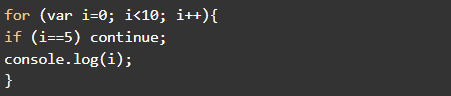 for (var i=0; i<10; i++){
if (i==5) continue;
console.log(i);
}